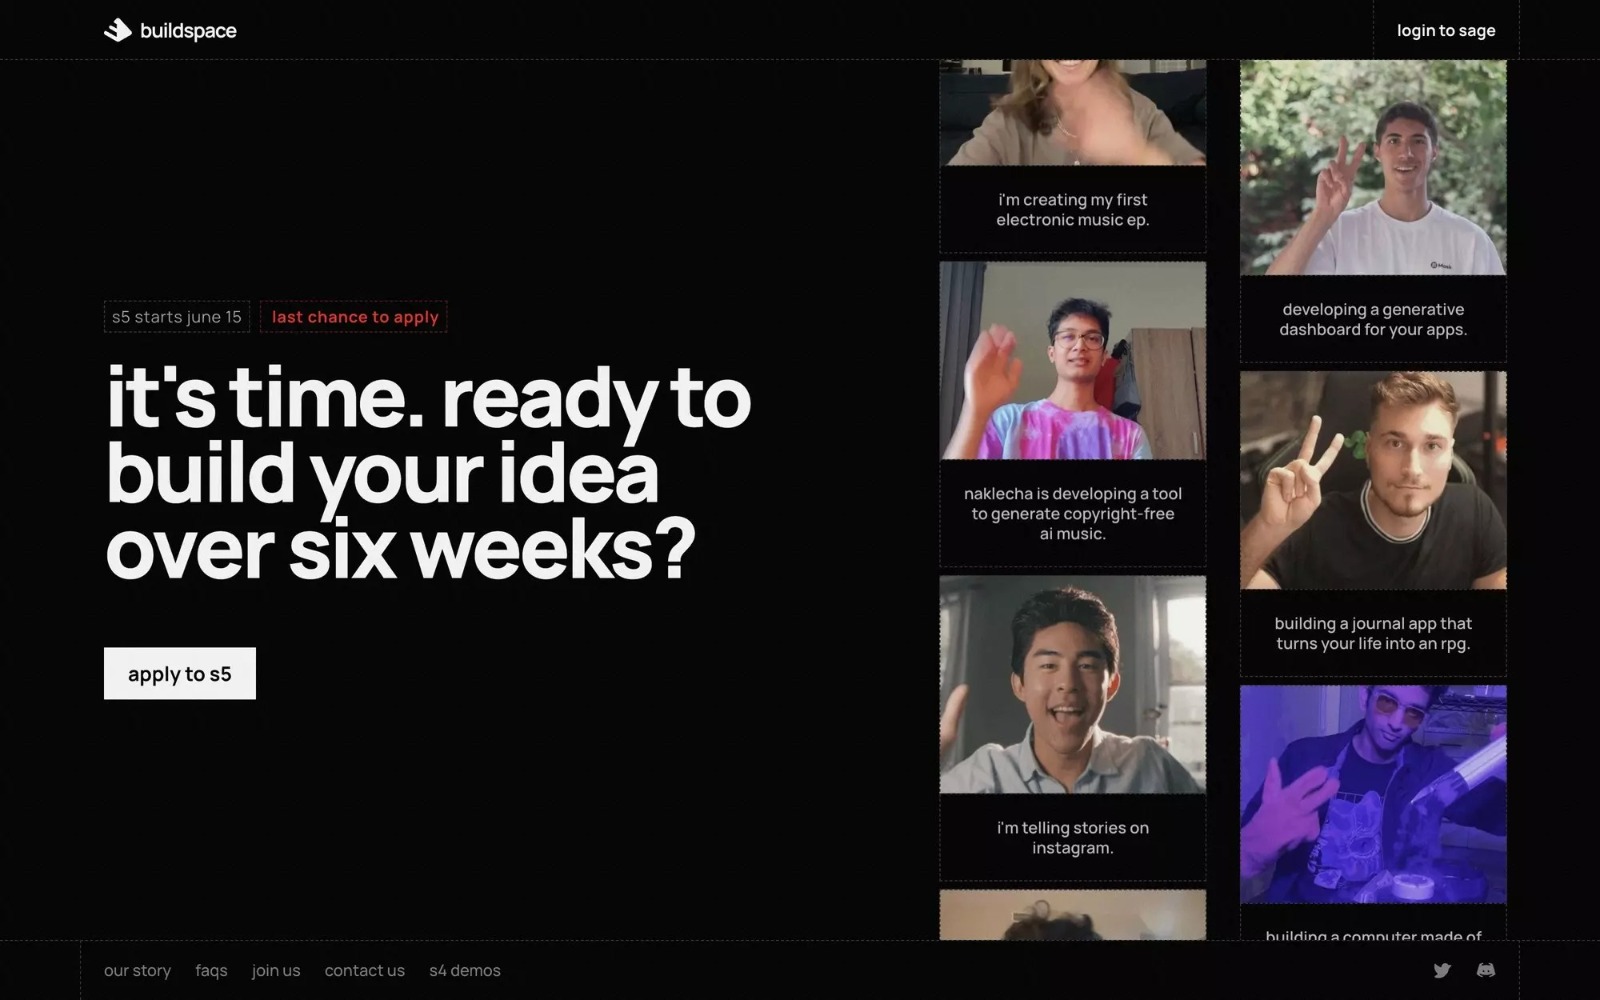 buildspace
login to sage
s5 starts june 15
last chance to apply
it's time. ready to
build your idea
over six weeks?
apply to s5
i'm creating my first
electronic music ep.
naklecha is developing a tool
to generate copyright-free
ai music.
i'm telling stories on
instagram.
developing a generative
dashboard for your apps.
building a journal app that
turns your life into an rpg.
building a computer made of
our story
faqs
join us
contact us
s4 demos